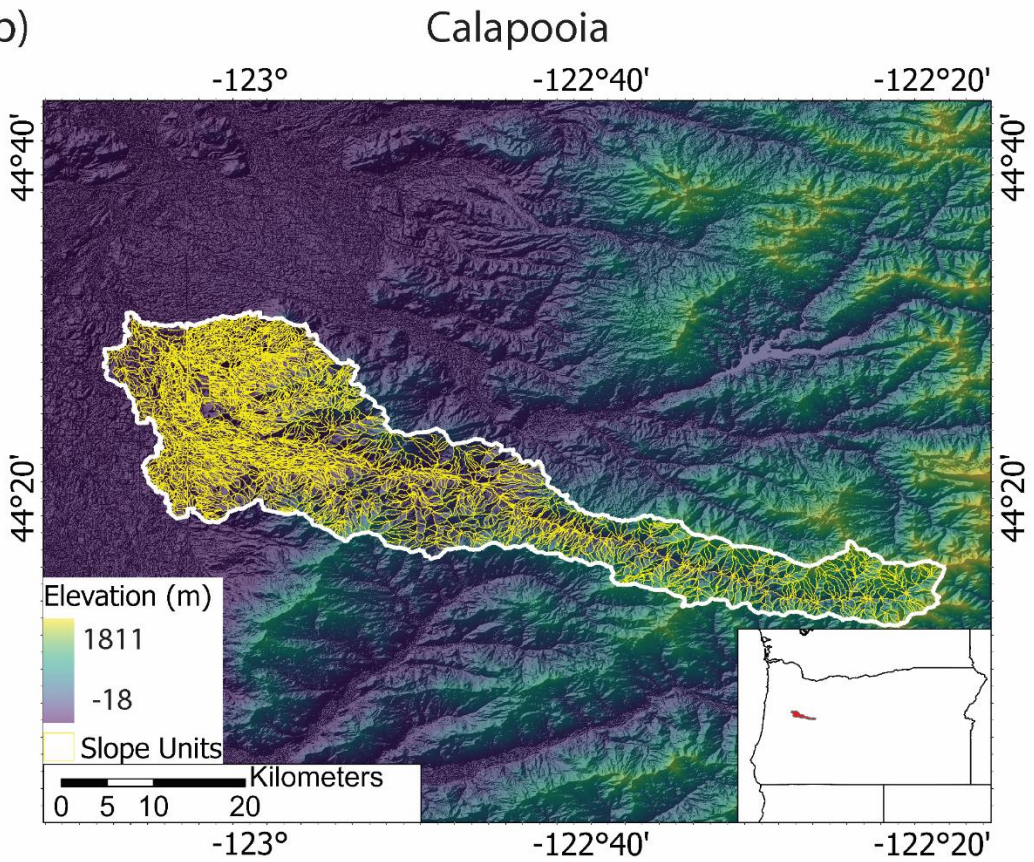 b)
Calapooia
-123° -122°40' -122°20'
44°40' 44°40'
44°20' 44°20'
Elevation (m)
1811
-18
Slope Units
Kilometers
0 5 10 20
-123° -122°40' -122°20'